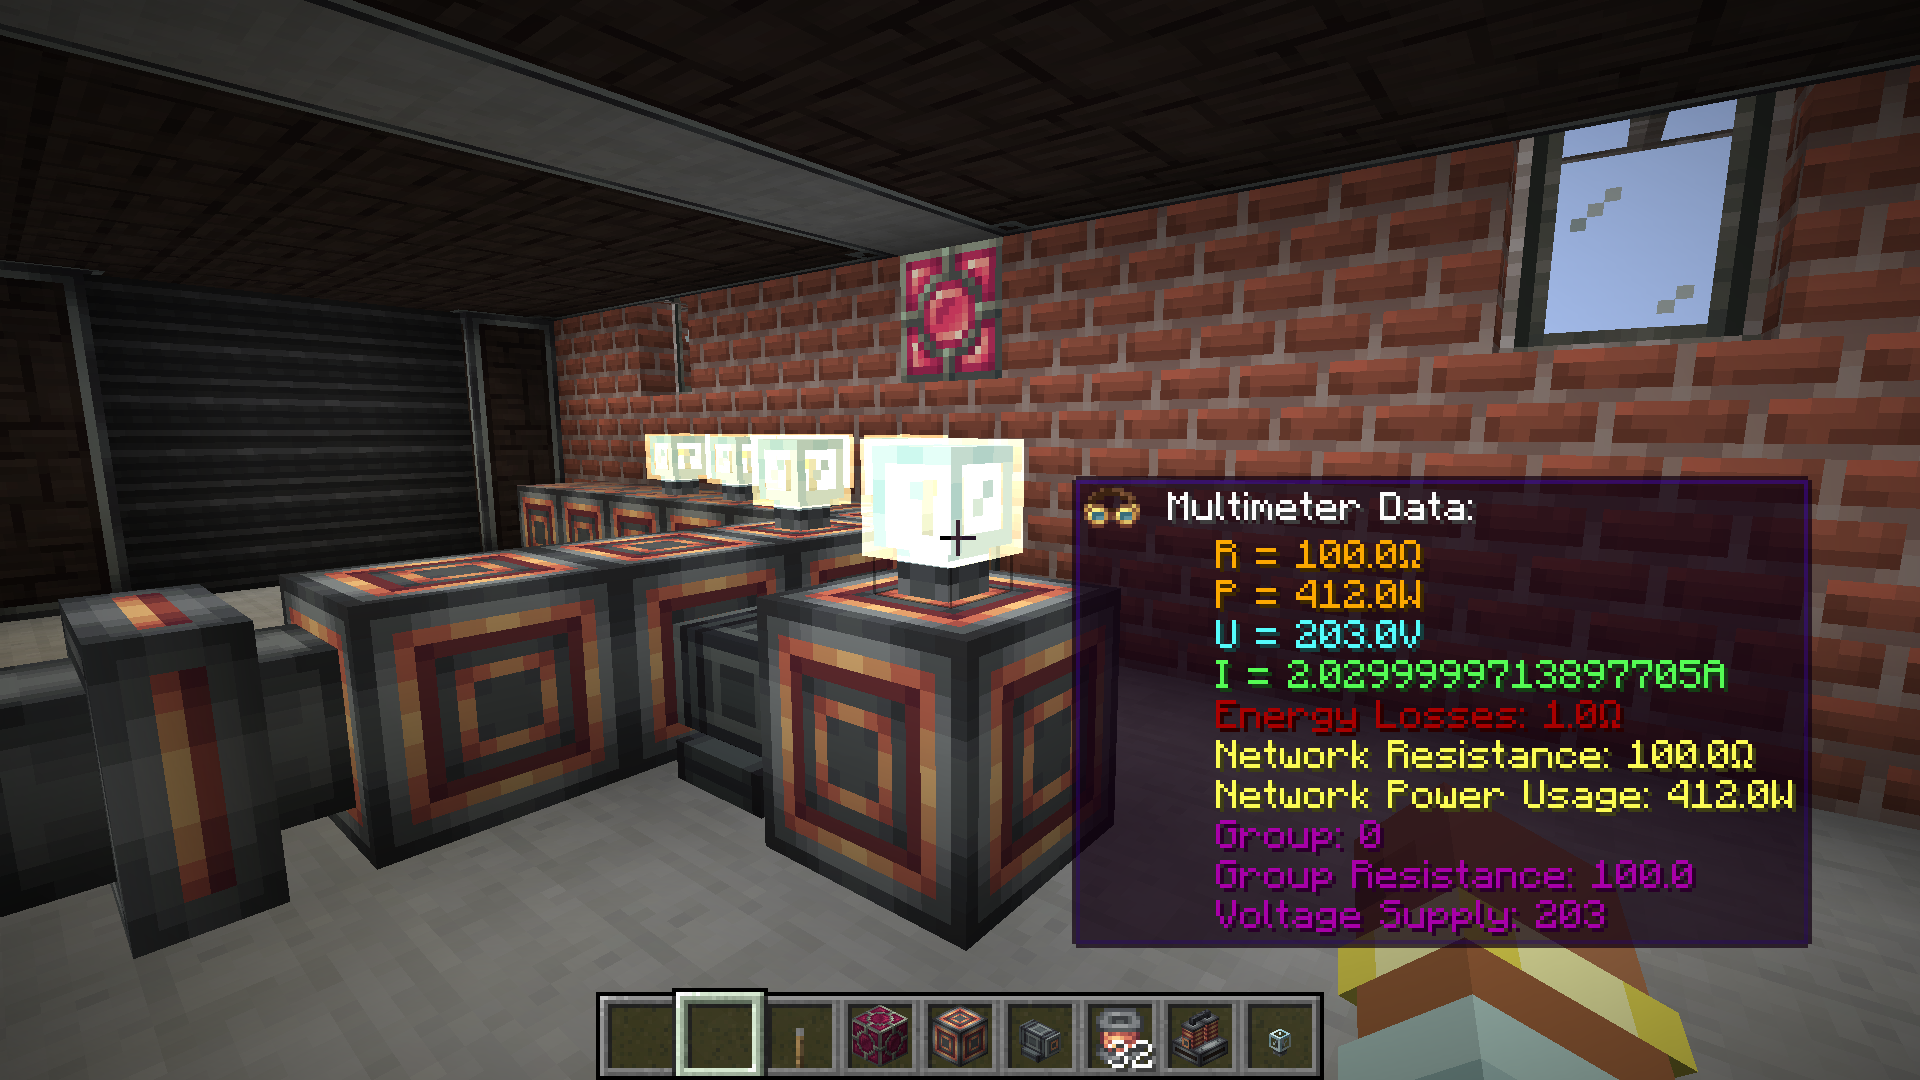 Multimeter Data:
R = 100.0Ω
P = 412.0W
U = 203.0V
I = 2.0299999713897705A
Energy Losses: 1.0Ω
Network Resistance: 100.0Ω
Network Power Usage: 412.0W
Group: 0
Group Resistance: 100.0
Voltage Supply: 203
32